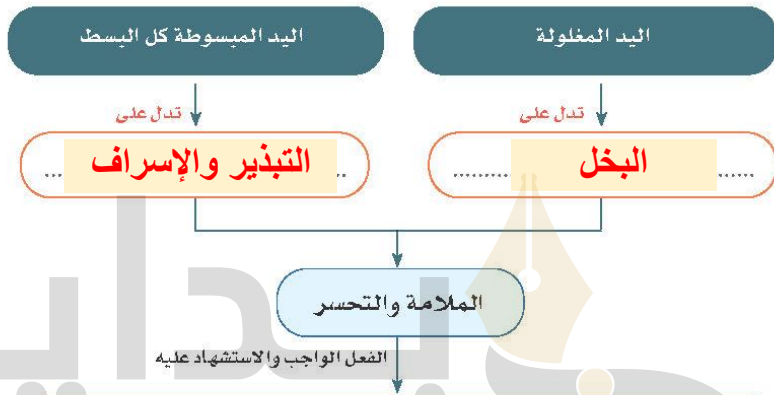 اليد المغلولة
اليد المبسوطة كل البسط
تدل على
تدل على
......... البخل ......
... التبذير والإسراف ..
الملامة والتحسر
الفعل الواجب والاستشهاد عليه
بداية